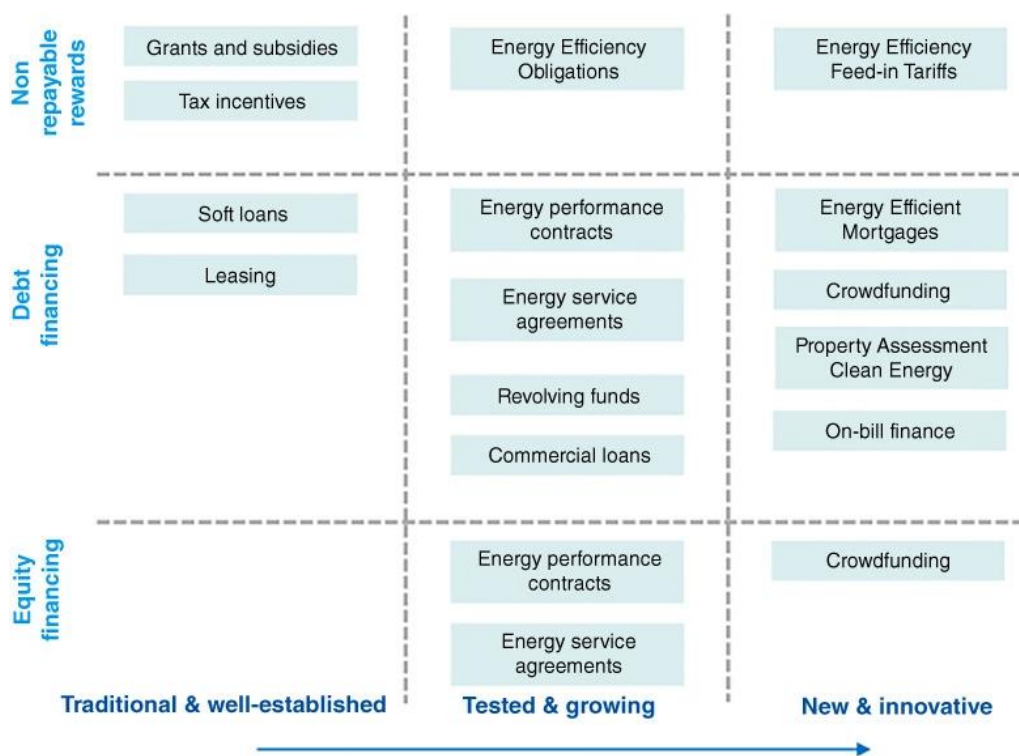 Non
repayable
rewards
Grants and subsidies
Tax incentives
Energy Efficiency
Obligations
Energy Efficiency
Feed-in Tariffs
Debt
financing
Soft loans
Leasing
Energy performance
contracts
Energy service
agreements
Revolving funds
Commercial loans
Energy Efficient
Mortgages
Crowdfunding
Property Assessment
Clean Energy
On-bill finance
Equity
financing
Energy performance
contracts
Energy service
agreements
Crowdfunding
Traditional & well-established
Tested & growing
New & innovative